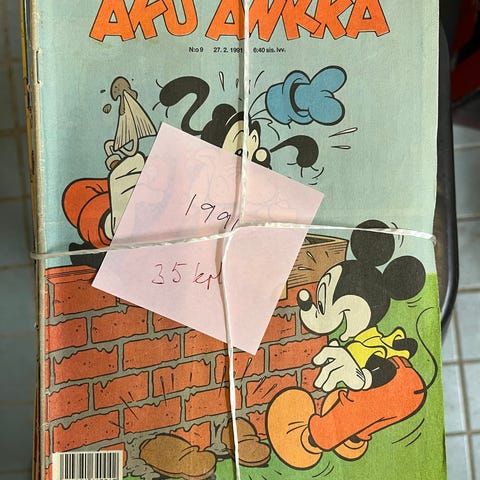 AKU ANKKA
N:o 9 27. 2. 1991 6:40 sis. lvv.
1991
35 kpl